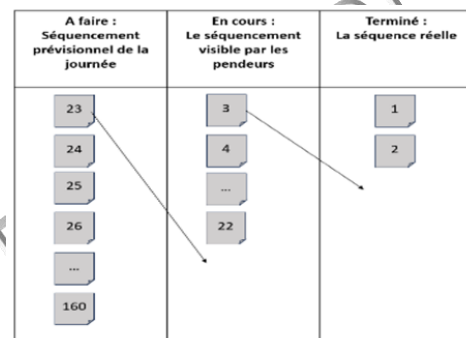 A faire :
Séquencement
prévisionnel de la
journée
En cours :
Le séquencement
visible par les
pendeurs
Terminé :
La séquence réelle
23
24
25
26
...
160
3
4
...
22
1
2